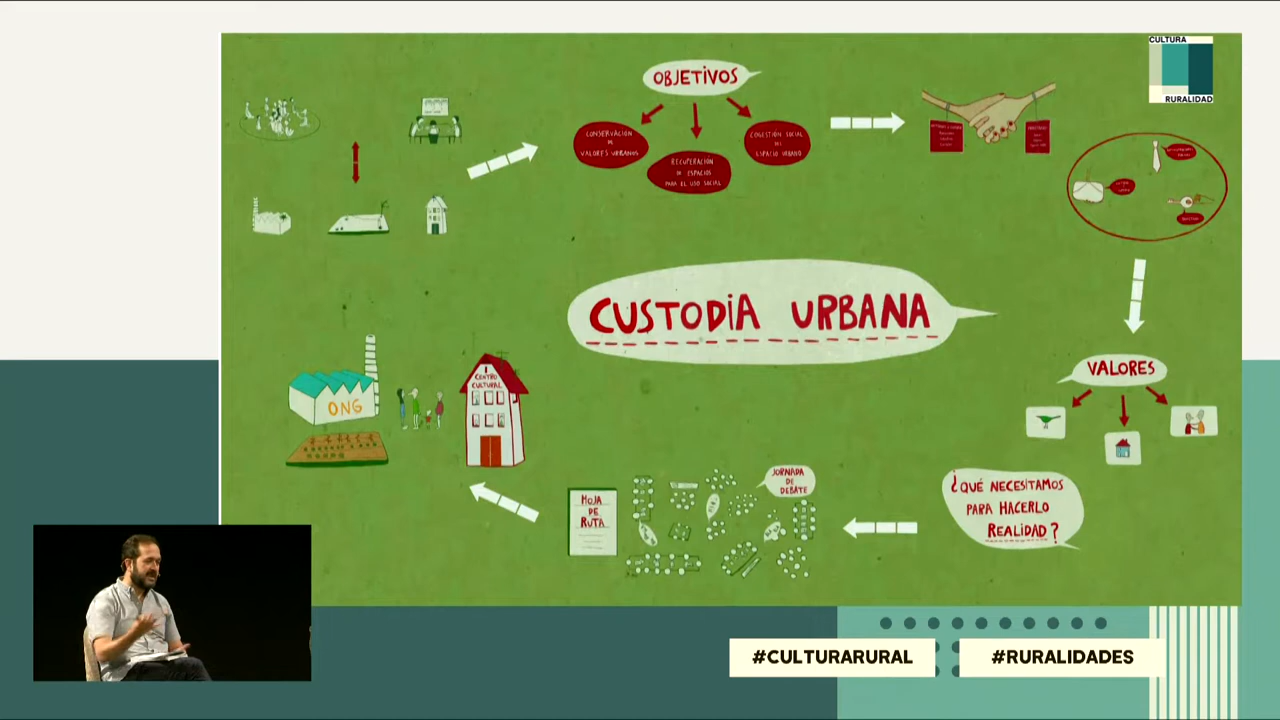 CULTURA
RURALIDAD
OBJETIVOS
CONSERVACIÓN
DE
VALORES URBANOS
RECUPERACIÓN
DE ESPACIOS
PARA EL USO SOCIAL
COGESTIÓN SOCIAL
DEL
ESPACIO URBANO
CUSTODIA URBANA
VALORES
¿QUÉ NECESITAMOS
PARA HACERLO
REALIDAD?
JORNADA
DE
DEBATE
HOJA
DE
RUTA
CENTRO
CULTURAL
ONG
#CULTURARURAL
#RURALIDADES